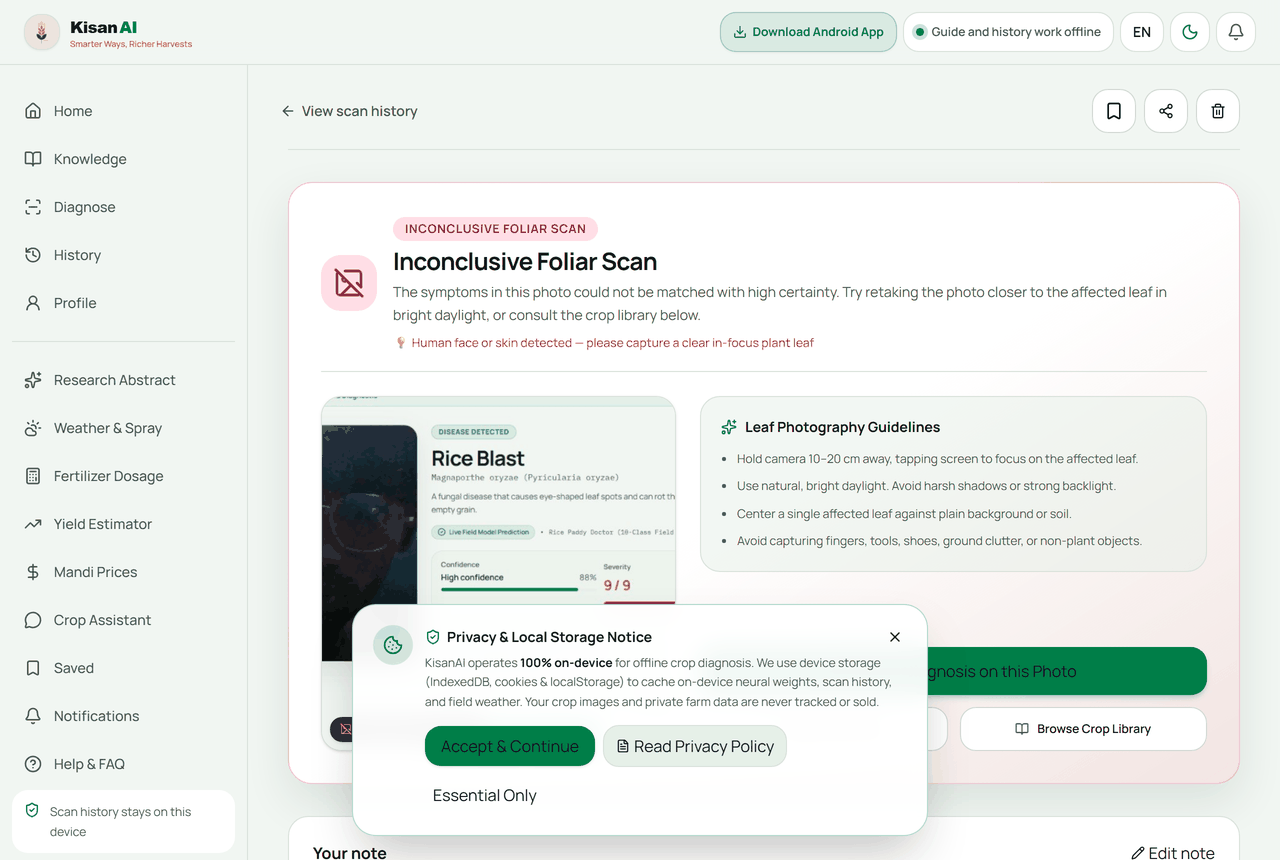 KisanAI
Smarter Ways, Richer Harvests
Download Android App
Guide and history work offline
EN
Home
Knowledge
Diagnose
History
Profile
Research Abstract
Weather & Spray
Fertilizer Dosage
Yield Estimator
Mandi Prices
Crop Assistant
Saved
Notifications
Help & FAQ
Scan history stays on this
device
View scan history
INCONCLUSIVE FOLIAR SCAN
Inconclusive Foliar Scan
The symptoms in this photo could not be matched with high certainty. Try retaking the photo closer to the affected leaf in
bright daylight, or consult the crop library below.
Human face or skin detected — please capture a clear in-focus plant leaf
DISEASE DETECTED
Rice Blast
Magnaporthe oryzae (Pyricularia oryzae)
A fungal disease that causes eye-shaped leaf spots and can rot th
empty grain.
Live Field Model Prediction • Rice Paddy Doctor (10-Class Field
Confidence
High confidence 88%
Severity
9 / 9
Leaf Photography Guidelines
• Hold camera 10–20 cm away, tapping screen to focus on the affected leaf.
• Use natural, bright daylight. Avoid harsh shadows or strong backlight.
• Center a single affected leaf against plain background or soil.
• Avoid capturing fingers, tools, shoes, ground clutter, or non-plant objects.
gnosis on this Photo
Browse Crop Library
Privacy & Local Storage Notice
KisanAI operates 100% on-device for offline crop diagnosis. We use device storage
(IndexedDB, cookies & localStorage) to cache on-device neural weights, scan history,
and field weather. Your crop images and private farm data are never tracked or sold.
Accept & Continue
Read Privacy Policy
Essential Only
Your note
Edit note